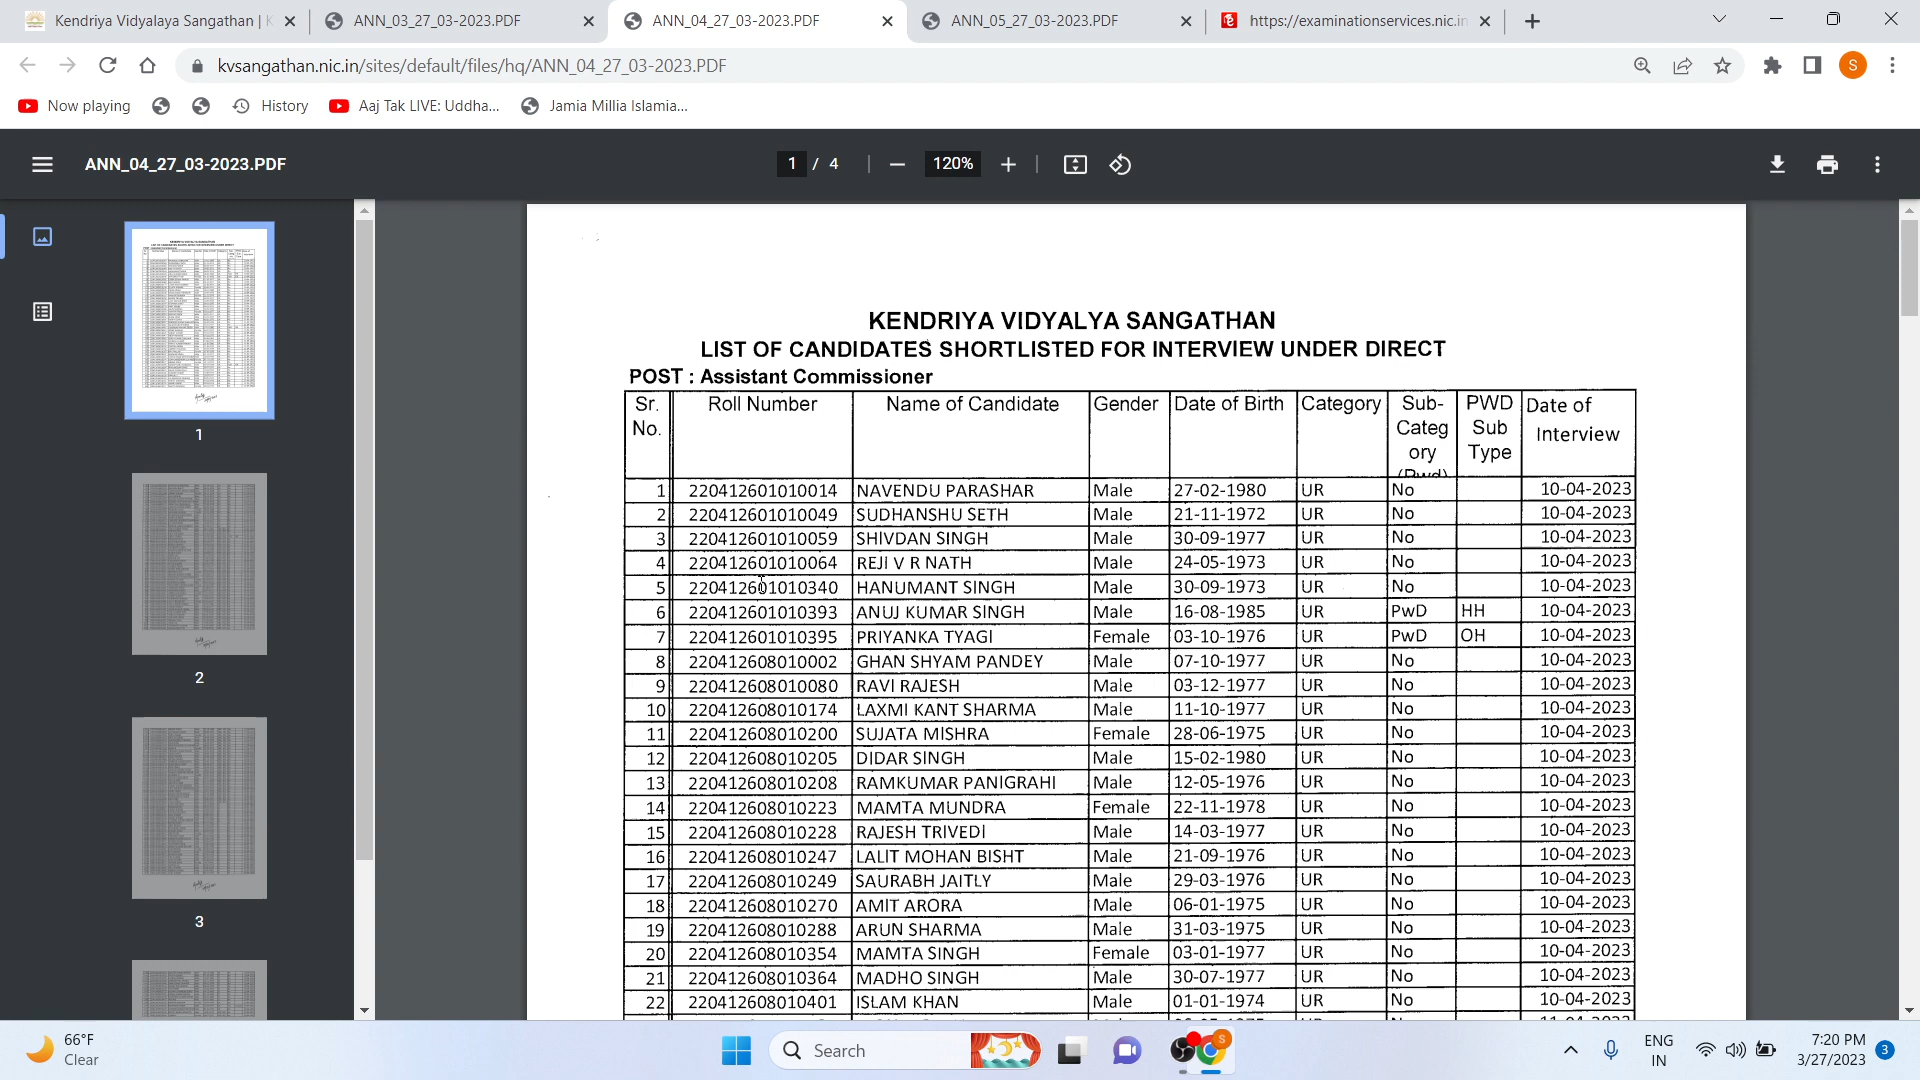 Kendriya Vidyalaya Sangathan |
ANN_03_27_03-2023.PDF
ANN_04_27_03-2023.PDF
ANN_05_27_03-2023.PDF
https://examinationservices.nic.in
kvsangathan.nic.in/sites/default/files/hq/ANN_04_27_03-2023.PDF
S
Now playing
History
Aaj Tak LIVE: Uddha...
Jamia Millia Islamia...
ANN_04_27_03-2023.PDF
1 / 4
120%
1
2
3
KENDRIYA VIDYALYA SANGATHAN
LIST OF CANDIDATES SHORTLISTED FOR INTERVIEW UNDER DIRECT
POST : Assistant Commissioner
Sr. No. Roll Number Name of Candidate Gender Date of Birth Category Sub-Category (Pwd) PWD Sub Type Date of Interview
1 220412601010014 NAVENDU PARASHAR Male 27-02-1980 UR No 10-04-2023
2 220412601010049 SUDHANSHU SETH Male 21-11-1972 UR No 10-04-2023
3 220412601010059 SHIVDAN SINGH Male 30-09-1977 UR No 10-04-2023
4 220412601010064 REJI V R NATH Male 24-05-1973 UR No 10-04-2023
5 220412601010340 HANUMANT SINGH Male 30-09-1973 UR No 10-04-2023
6 220412601010393 ANUJ KUMAR SINGH Male 16-08-1985 UR PwD HH 10-04-2023
7 220412601010395 PRIYANKA TYAGI Female 03-10-1976 UR PwD OH 10-04-2023
8 220412608010002 GHAN SHYAM PANDEY Male 07-10-1977 UR No 10-04-2023
9 220412608010080 RAVI RAJESH Male 03-12-1977 UR No 10-04-2023
10 220412608010174 LAXMI KANT SHARMA Male 11-10-1977 UR No 10-04-2023
11 220412608010200 SUJATA MISHRA Female 28-06-1975 UR No 10-04-2023
12 220412608010205 DIDAR SINGH Male 15-02-1980 UR No 10-04-2023
13 220412608010208 RAMKUMAR PANIGRAHI Male 12-05-1976 UR No 10-04-2023
14 220412608010223 MAMTA MUNDRA Female 22-11-1978 UR No 10-04-2023
15 220412608010228 RAJESH TRIVEDI Male 14-03-1977 UR No 10-04-2023
16 220412608010247 LALIT MOHAN BISHT Male 21-09-1976 UR No 10-04-2023
17 220412608010249 SAURABH JAITLY Male 29-03-1976 UR No 10-04-2023
18 220412608010270 AMIT ARORA Male 06-01-1975 UR No 10-04-2023
19 220412608010288 ARUN SHARMA Male 31-03-1975 UR No 10-04-2023
20 220412608010354 MAMTA SINGH Female 03-01-1977 UR No 10-04-2023
21 220412608010364 MADHO SINGH Male 30-07-1977 UR No 10-04-2023
22 220412608010401 ISLAM KHAN Male 01-01-1974 UR No 10-04-2023
66°F
Clear
Search
S
ENG
IN
7:20 PM
3/27/2023
3